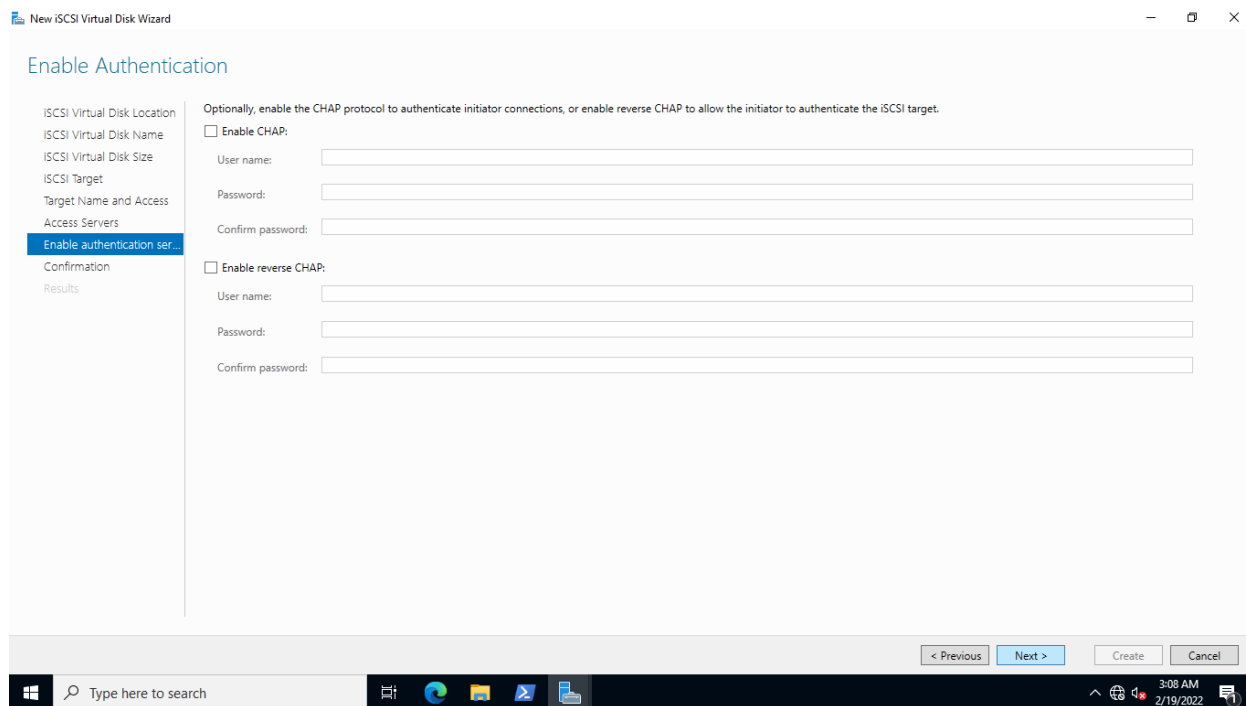 New iSCSI Virtual Disk Wizard
Enable Authentication
iSCSI Virtual Disk Location
iSCSI Virtual Disk Name
iSCSI Virtual Disk Size
iSCSI Target
Target Name and Access
Access Servers
Enable authentication ser...
Confirmation
Results
Optionally, enable the CHAP protocol to authenticate initiator connections, or enable reverse CHAP to allow the initiator to authenticate the iSCSI target.
Enable CHAP:
User name:
Password:
Confirm password:
Enable reverse CHAP:
User name:
Password:
Confirm password:
< Previous
Next >
Create
Cancel
Type here to search
3:08 AM
2/19/2022
1